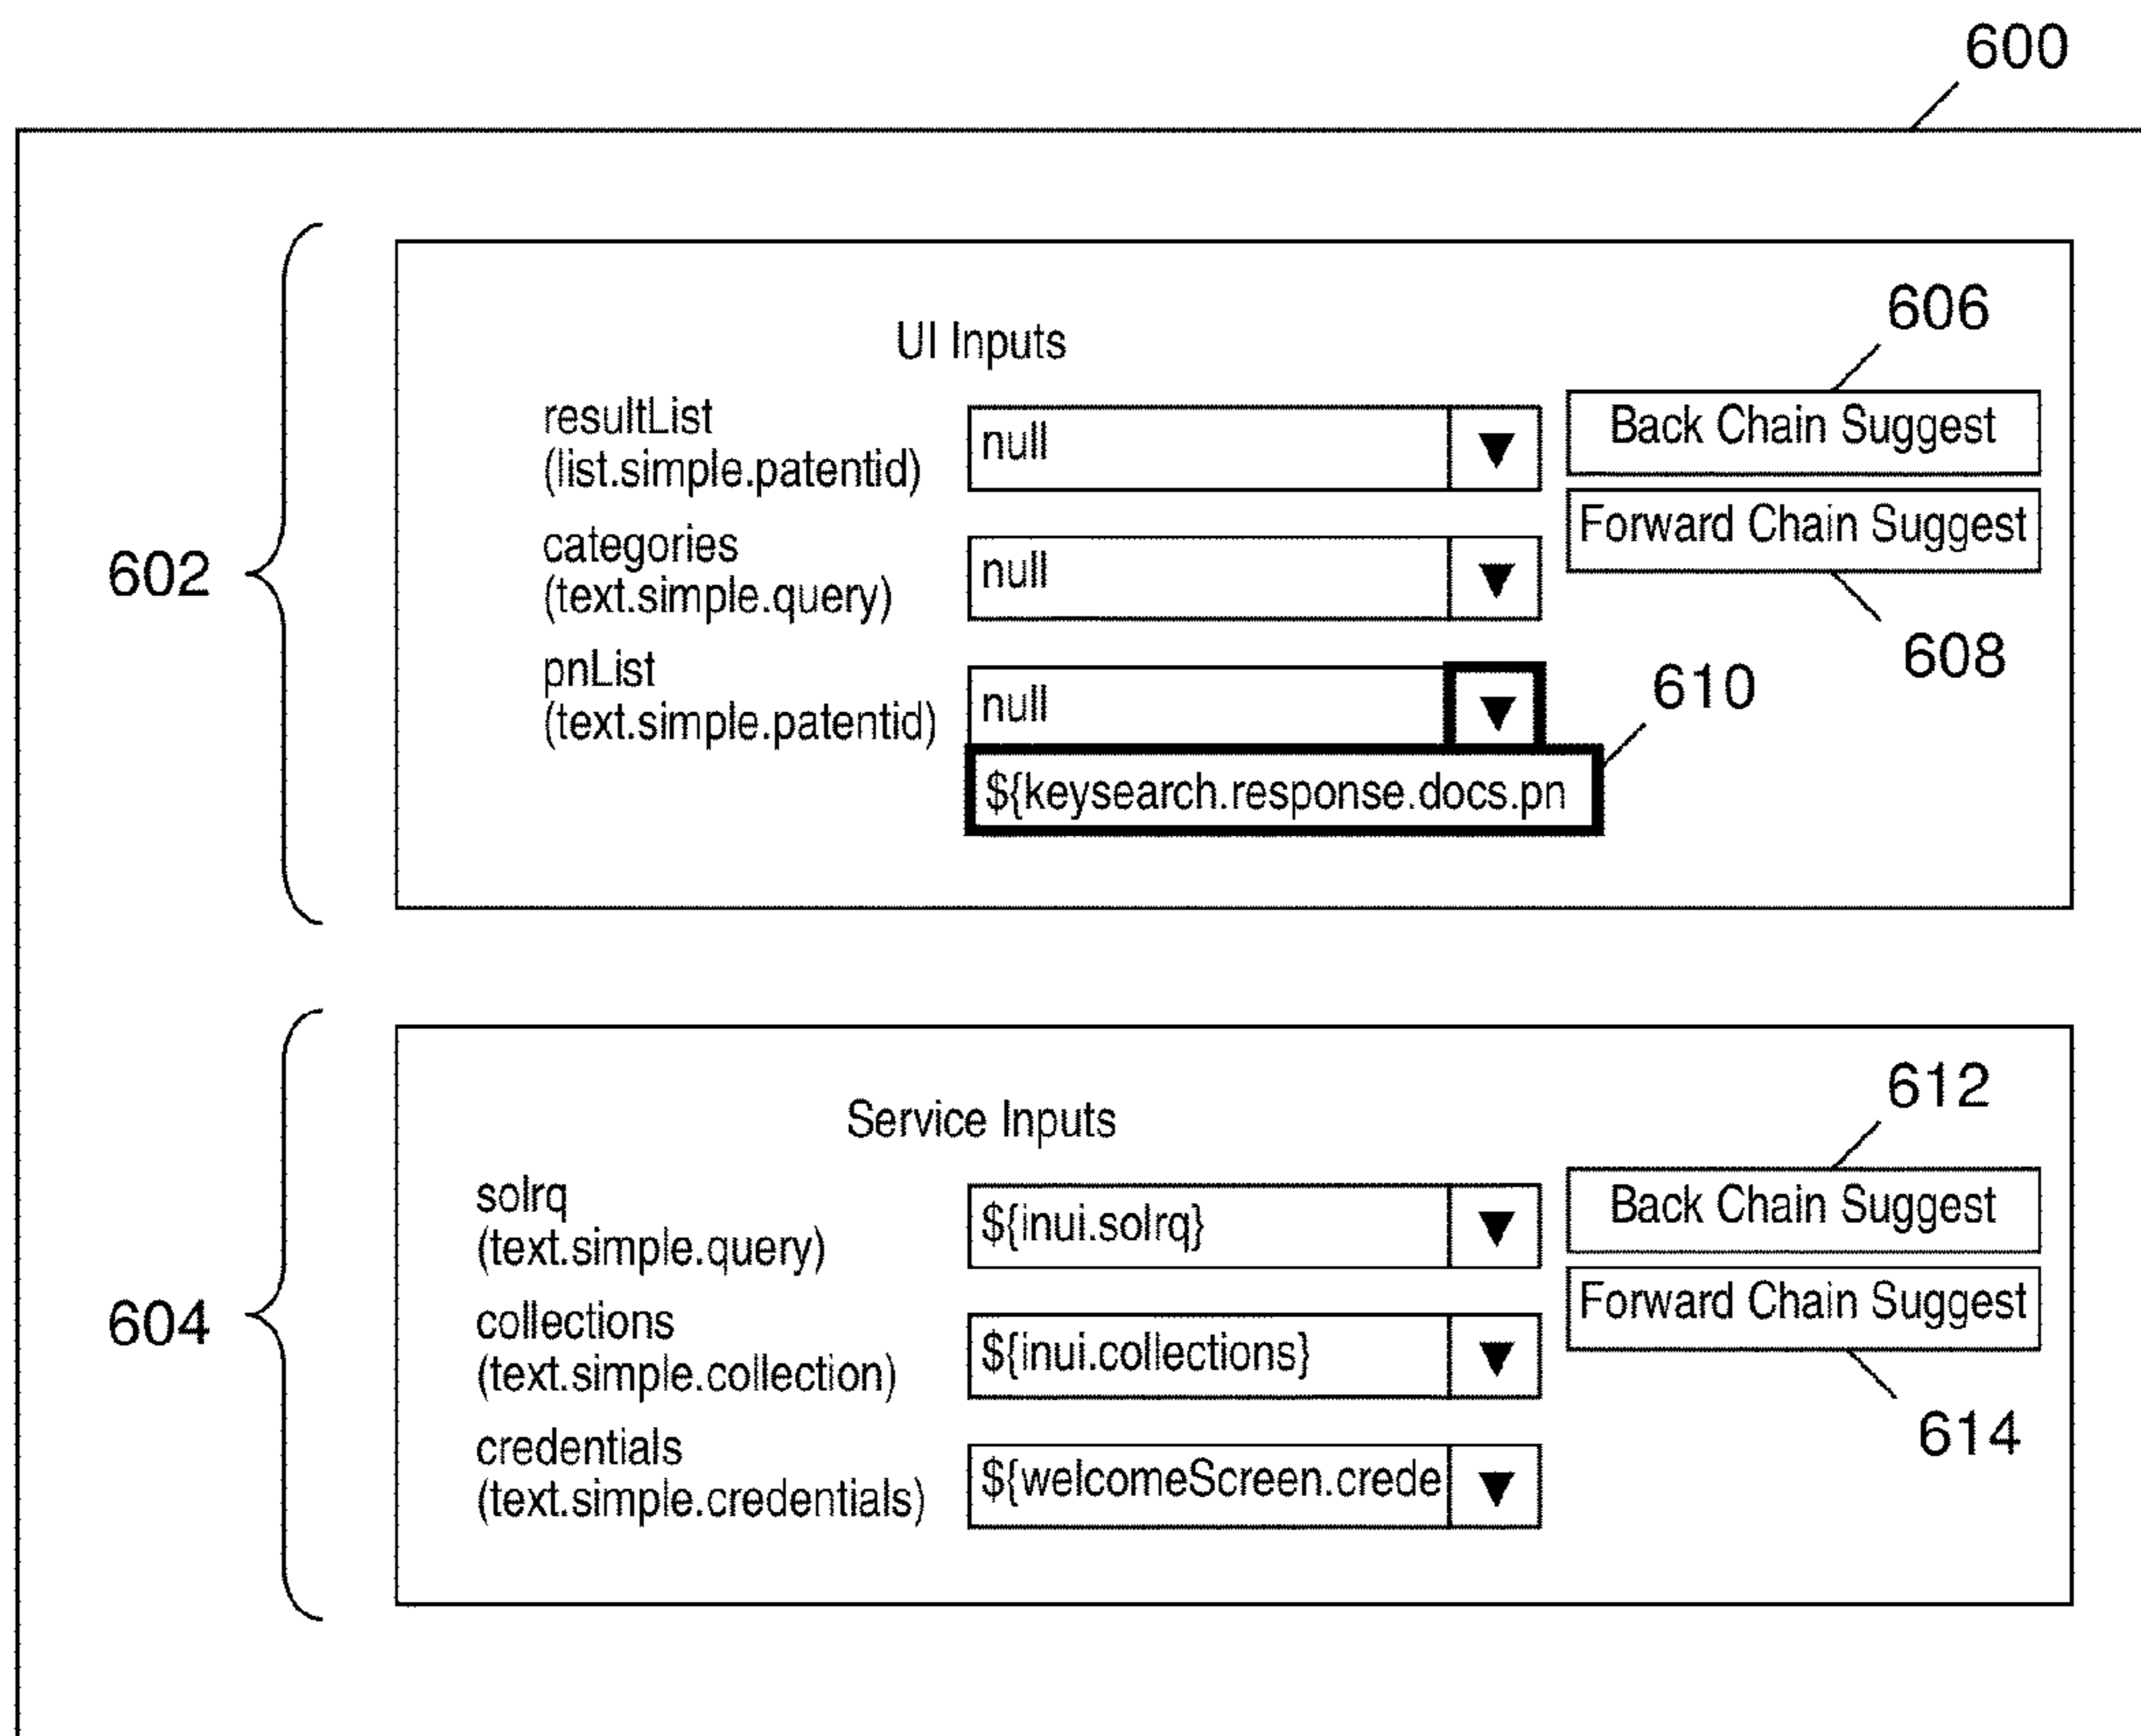 600
602
UI Inputs
606
resultList
(list.simple.patentid)
null
Back Chain Suggest
Forward Chain Suggest
608
categories
(text.simple.query)
null
pnList
(text.simple.patentid)
null
610
${keysearch.response.docs.pn
604
Service Inputs
612
solrq
(text.simple.query)
${inui.solrq}
Back Chain Suggest
Forward Chain Suggest
614
collections
(text.simple.collection)
${inui.collections}
credentials
(text.simple.credentials)
${welcomeScreen.crede